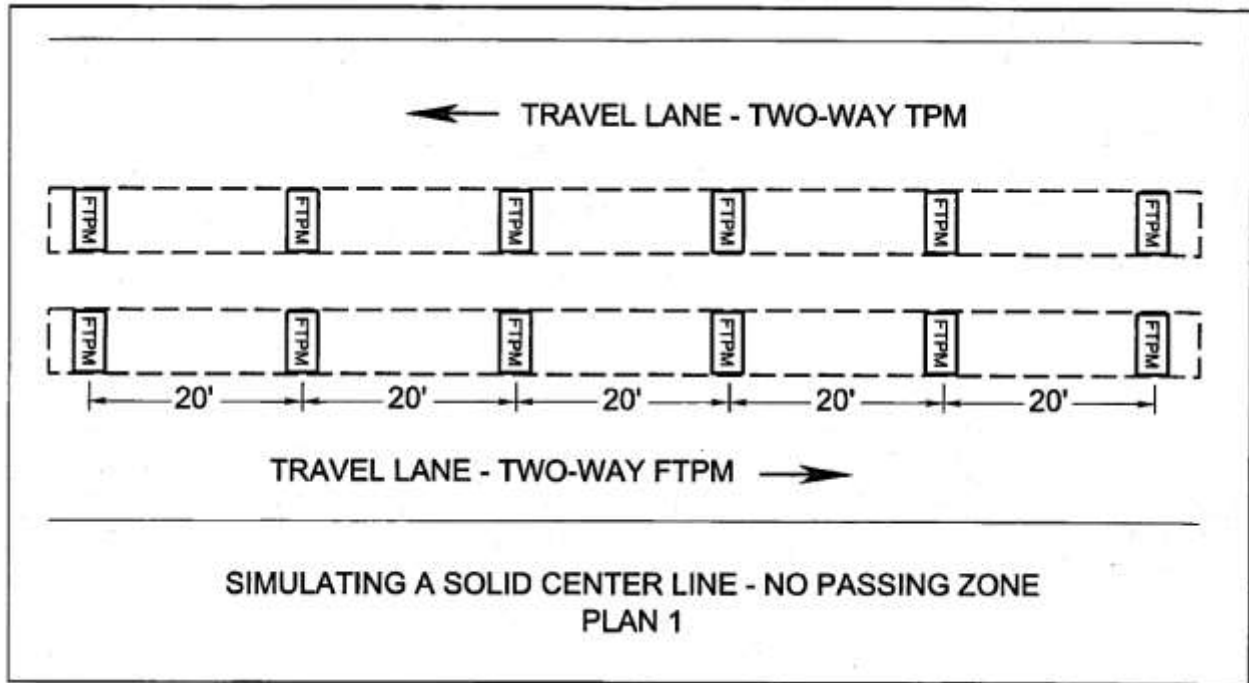 TRAVEL LANE - TWO-WAY TPM
FTPM FTPM FTPM FTPM FTPM FTPM
FTPM FTPM FTPM FTPM FTPM FTPM
20' 20' 20' 20' 20'
TRAVEL LANE - TWO-WAY FTPM
SIMULATING A SOLID CENTER LINE - NO PASSING ZONE
PLAN 1